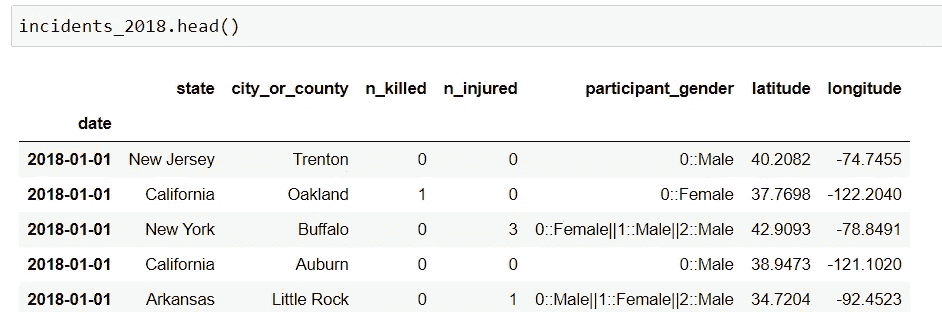 incidents_2018.head()
state city_or_county n_killed n_injured participant_gender latitude longitude
date
2018-01-01 New Jersey Trenton 0 0 0::Male 40.2082 -74.7455
2018-01-01 California Oakland 1 0 0::Female 37.7698 -122.2040
2018-01-01 New York Buffalo 0 3 0::Female||1::Male||2::Male 42.9093 -78.8491
2018-01-01 California Auburn 0 0 0::Male 38.9473 -121.1020
2018-01-01 Arkansas Little Rock 0 1 0::Male||1::Female||2::Male 34.7204 -92.4523